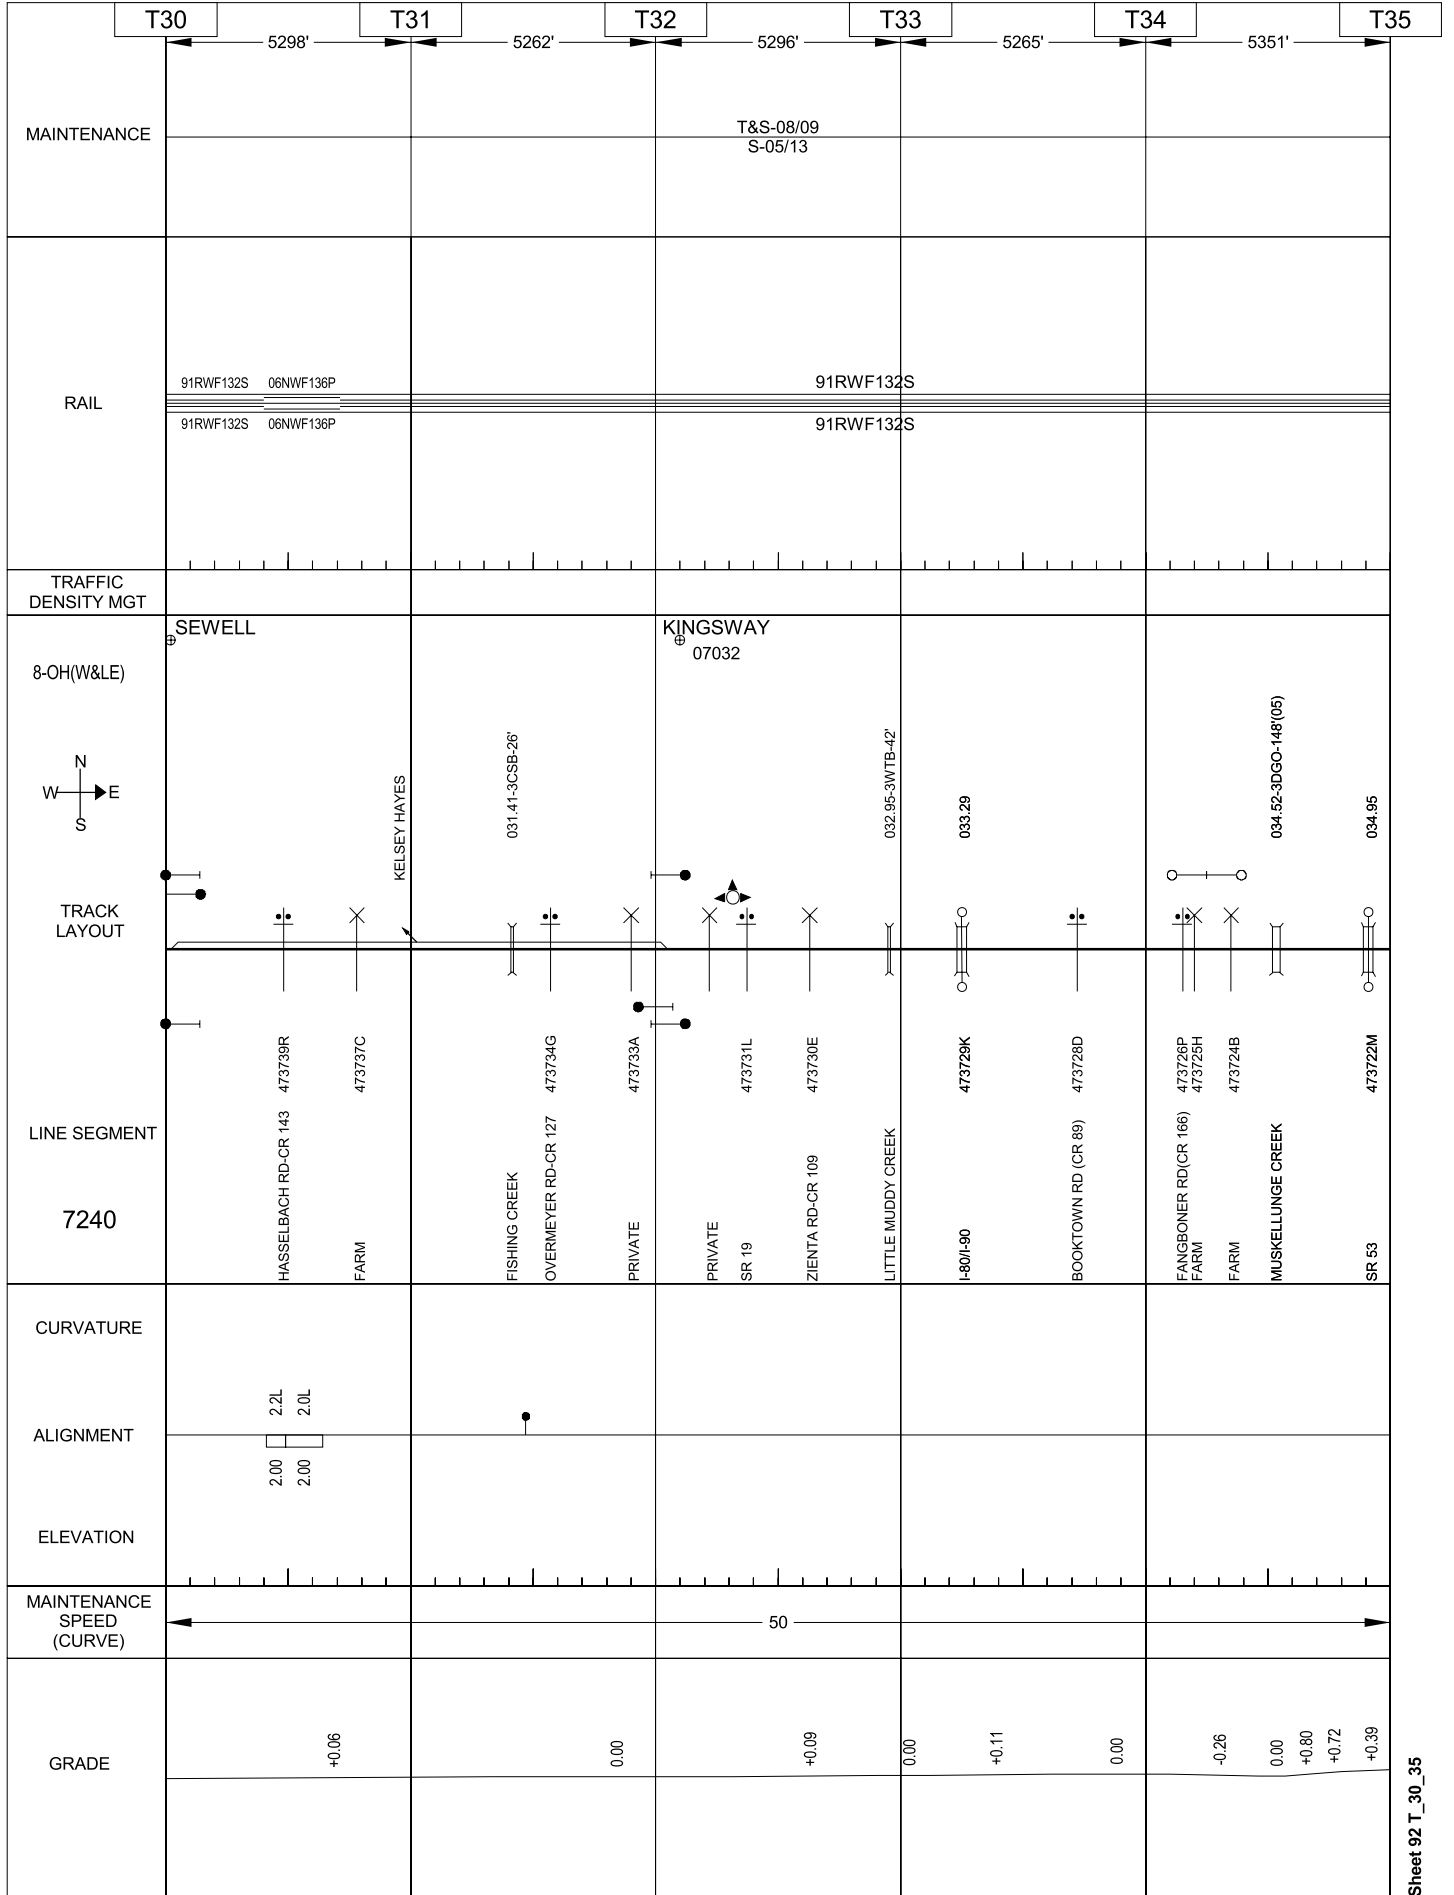 T30
T31
T32
T33
T34
T35
5298'
5262'
5296'
5265'
5351'
MAINTENANCE
T&S-08/09
S-05/13
RAIL
91RWF132S
06NWF136P
91RWF132S
91RWF132S
06NWF136P
91RWF132S
TRAFFIC
DENSITY MGT
SEWELL
KINGSWAY
07032
8-OH(W&LE)
N
W
E
S
KELSEY HAYES
031.41-3CSB-26'
032.95-3WTB-42'
033.29
034.52-3DGO-148'(05)
034.95
TRACK
LAYOUT
473739R
473737C
473734G
473733A
473731L
473730E
473729K
473728D
473726P
473725H
473724B
473722M
LINE SEGMENT
7240
HASSELBACH RD-CR 143
FARM
FISHING CREEK
OVERMEYER RD-CR 127
PRIVATE
PRIVATE
SR 19
ZIENTA RD-CR 109
LITTLE MUDDY CREEK
I-80/I-90
BOOKTOWN RD (CR 89)
FANGBONER RD(CR 166)
FARM
FARM
MUSKELLUNGE CREEK
SR 53
CURVATURE
2.2L
2.0L
ALIGNMENT
2.00
2.00
ELEVATION
MAINTENANCE
SPEED
(CURVE)
50
GRADE
+0.06
0.00
+0.09
0.00
+0.11
0.00
-0.26
0.00
+0.80
+0.72
+0.39
Sheet 92 T_30_35